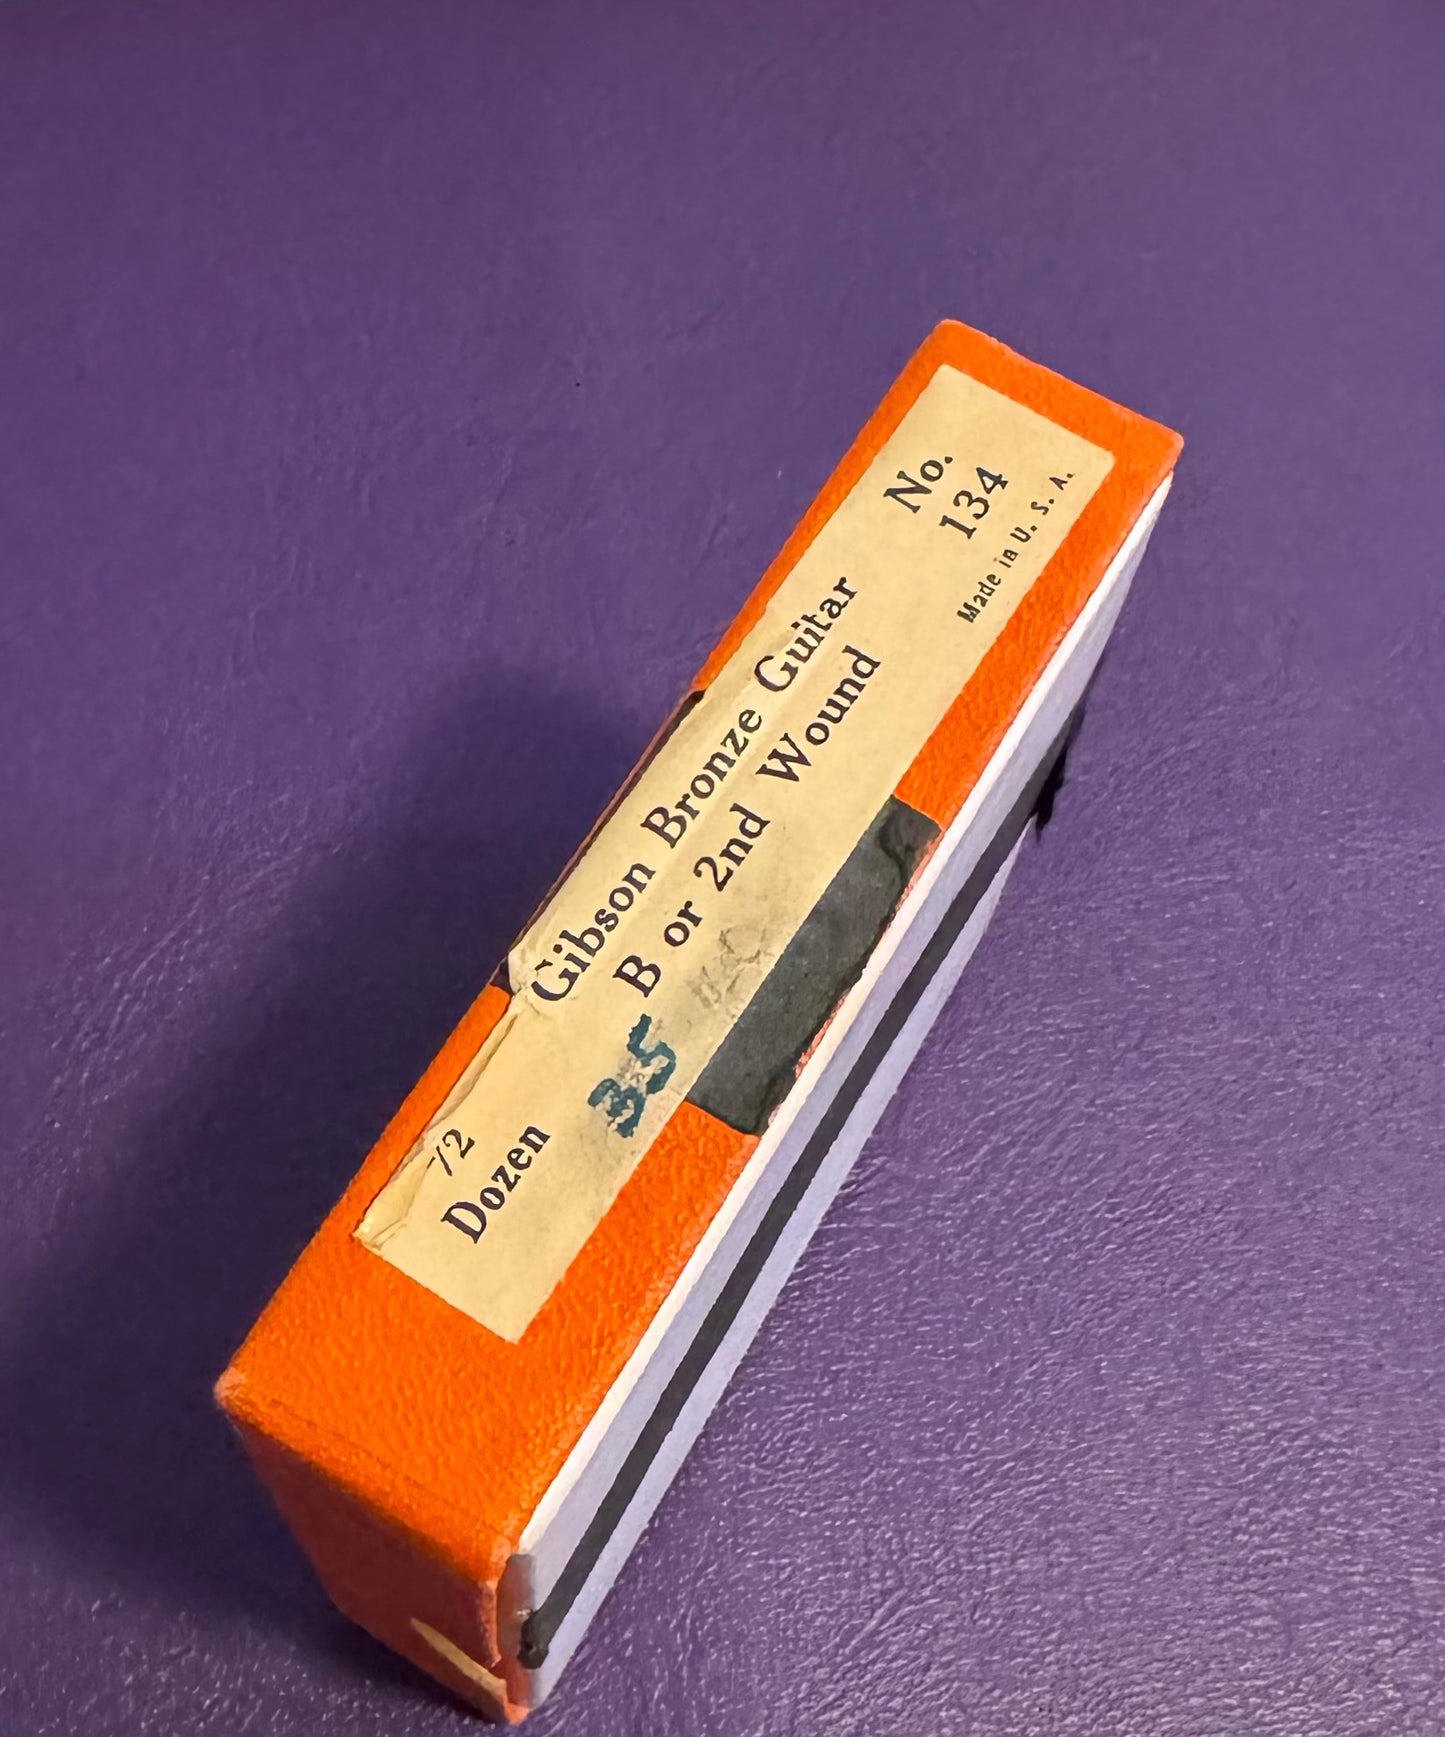 1/2
Dozen
Gibson Bronze Guitar
B or 2nd Wound
35
No.
134
Made in U. S. A.